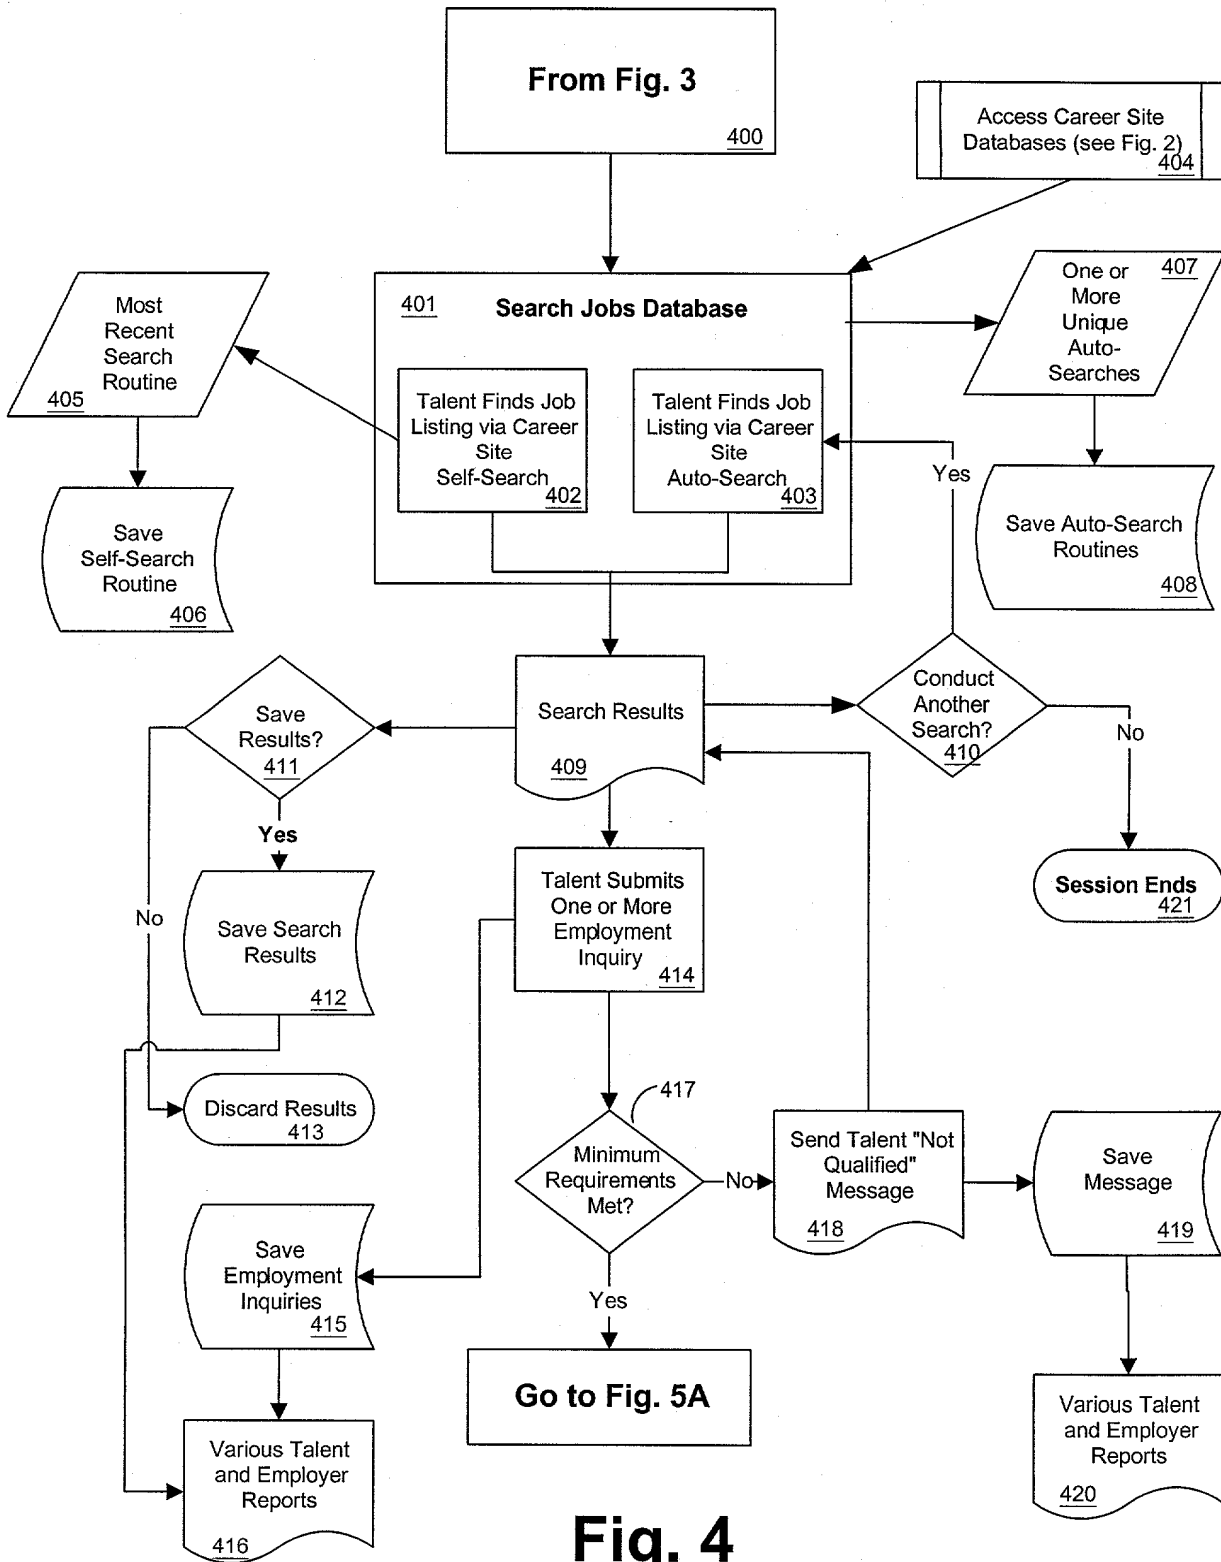 From Fig. 3
400
Access Career Site
Databases (see Fig. 2)
404
401
Search Jobs Database
Most
Recent
Search
Routine
405
407
One or
More
Unique
Auto-
Searches
Talent Finds Job
Listing via Career
Site
Self-Search
402
Talent Finds Job
Listing via Career
Site
Auto-Search
403
Yes
Save
Self-Search
Routine
406
Save Auto-Search
Routines
408
Save
Results?
411
Search Results
409
Conduct
Another
Search?
410
No
Yes
No
Save Search
Results
412
Talent Submits
One or More
Employment
Inquiry
414
Session Ends
421
Discard Results
413
417
Minimum
Requirements
Met?
No
Send Talent "Not
Qualified"
Message
418
Save
Message
419
Save
Employment
Inquiries
415
Yes
Go to Fig. 5A
Various Talent
and Employer
Reports
416
Various Talent
and Employer
Reports
420
Fig. 4